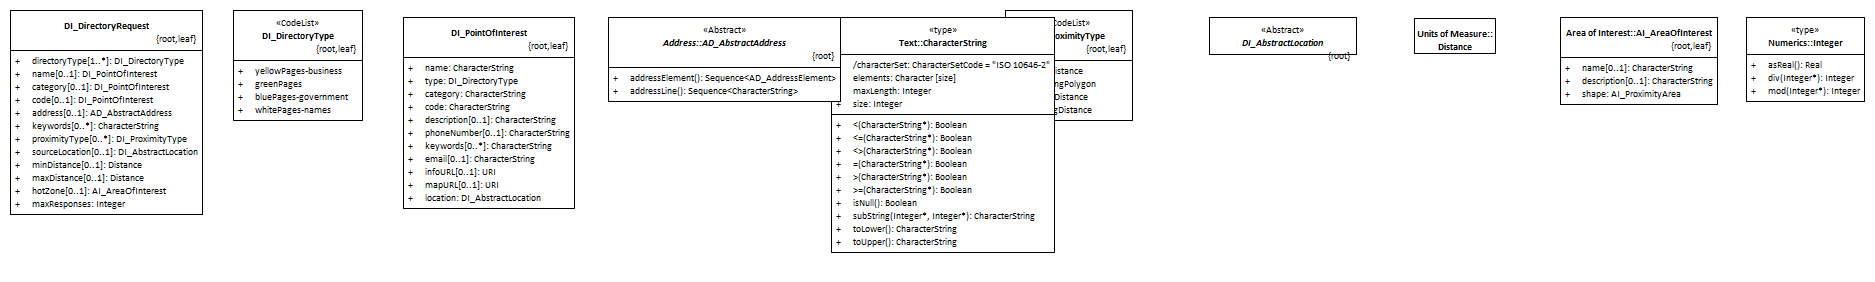 DI_DirectoryRequest
{root,leaf}
+ directoryType[1..*]: DI_DirectoryType
+ name[0..1]: DI_PointOfInterest
+ category[0..1]: DI_PointOfInterest
+ code[0..1]: DI_PointOfInterest
+ address[0..1]: AD_AbstractAddress
+ keywords[0..*]: CharacterString
+ proximityType[0..*]: DI_ProximityType
+ sourceLocation[0..1]: DI_AbstractLocation
+ minDistance[0..1]: Distance
+ maxDistance[0..1]: Distance
+ hotZone[0..1]: AI_AreaOfInterest
+ maxResponses: Integer
«CodeList»
DI_DirectoryType
{root,leaf}
+ yellowPages-business
+ greenPages
+ bluePages-government
+ whitePages-names
DI_PointOfInterest
{root,leaf}
+ name: CharacterString
+ type: DI_DirectoryType
+ category: CharacterString
+ code: CharacterString
+ description[0..1]: CharacterString
+ phoneNumber[0..1]: CharacterString
+ keywords[0..*]: CharacterString
+ email[0..1]: CharacterString
+ infoURL[0..1]: URI
+ mapURL[0..1]: URI
+ location: DI_AbstractLocation
«Abstract»
Address::AD_AbstractAddress
{root}
+ addressElement(): Sequence<AD_AddressElement>
+ addressLine(): Sequence<CharacterString>
«type»
Text::CharacterString
/characterSet: CharacterSetCode = "ISO 10646-2"
elements: Character [size]
maxLength: Integer
+ size: Integer
+ <(CharacterString*): Boolean
+ <=(CharacterString*): Boolean
+ <>(CharacterString*): Boolean
+ =(CharacterString*): Boolean
+ >(CharacterString*): Boolean
+ >=(CharacterString*): Boolean
+ isNull(): Boolean
+ subString(Integer*, Integer*): CharacterString
+ toLower(): CharacterString
+ toUpper(): CharacterString
odeList»
oximityType
{root,leaf}
istance
ngPolygon
Distance
gDistance
«Abstract»
DI_AbstractLocation
{root}
Units of Measure::
Distance
Area of Interest::AI_AreaOfInterest
{root,leaf}
+ name[0..1]: CharacterString
+ description[0..1]: CharacterString
+ shape: AI_ProximityArea
«type»
Numerics::Integer
+ asReal(): Real
+ div(Integer*): Integer
+ mod(Integer*): Integer